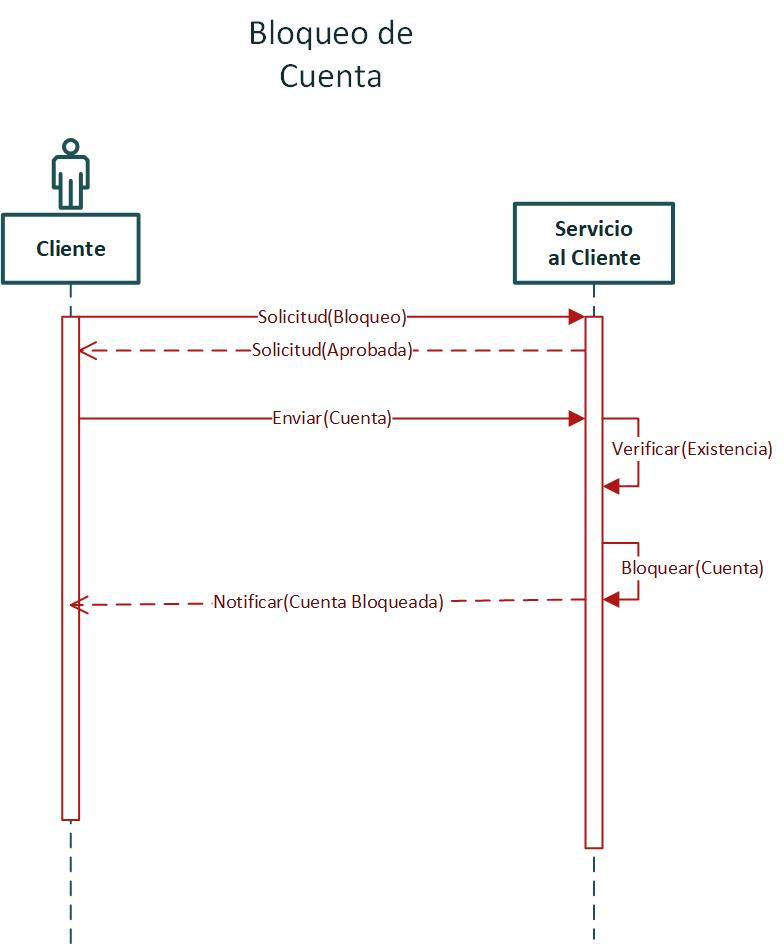 Bloqueo de
Cuenta
Cliente
Servicio
al Cliente
Solicitud(Bloqueo)
Solicitud(Aprobada)
Enviar(Cuenta)
Verificar(Existencia)
Bloquear(Cuenta)
Notificar(Cuenta Bloqueada)